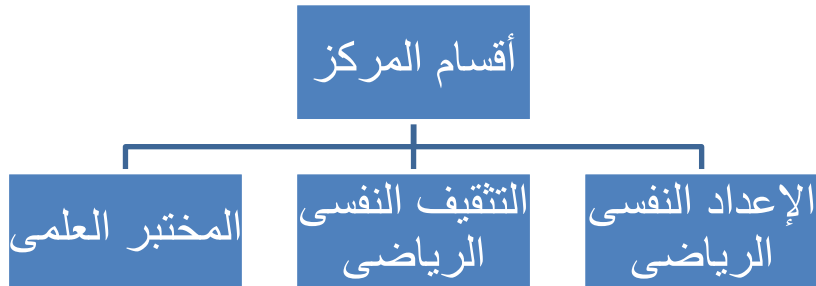 أقسام المركز
الإعداد النفسى
الرياضى
التثقيف النفسى
الرياضى
المختبر العلمى